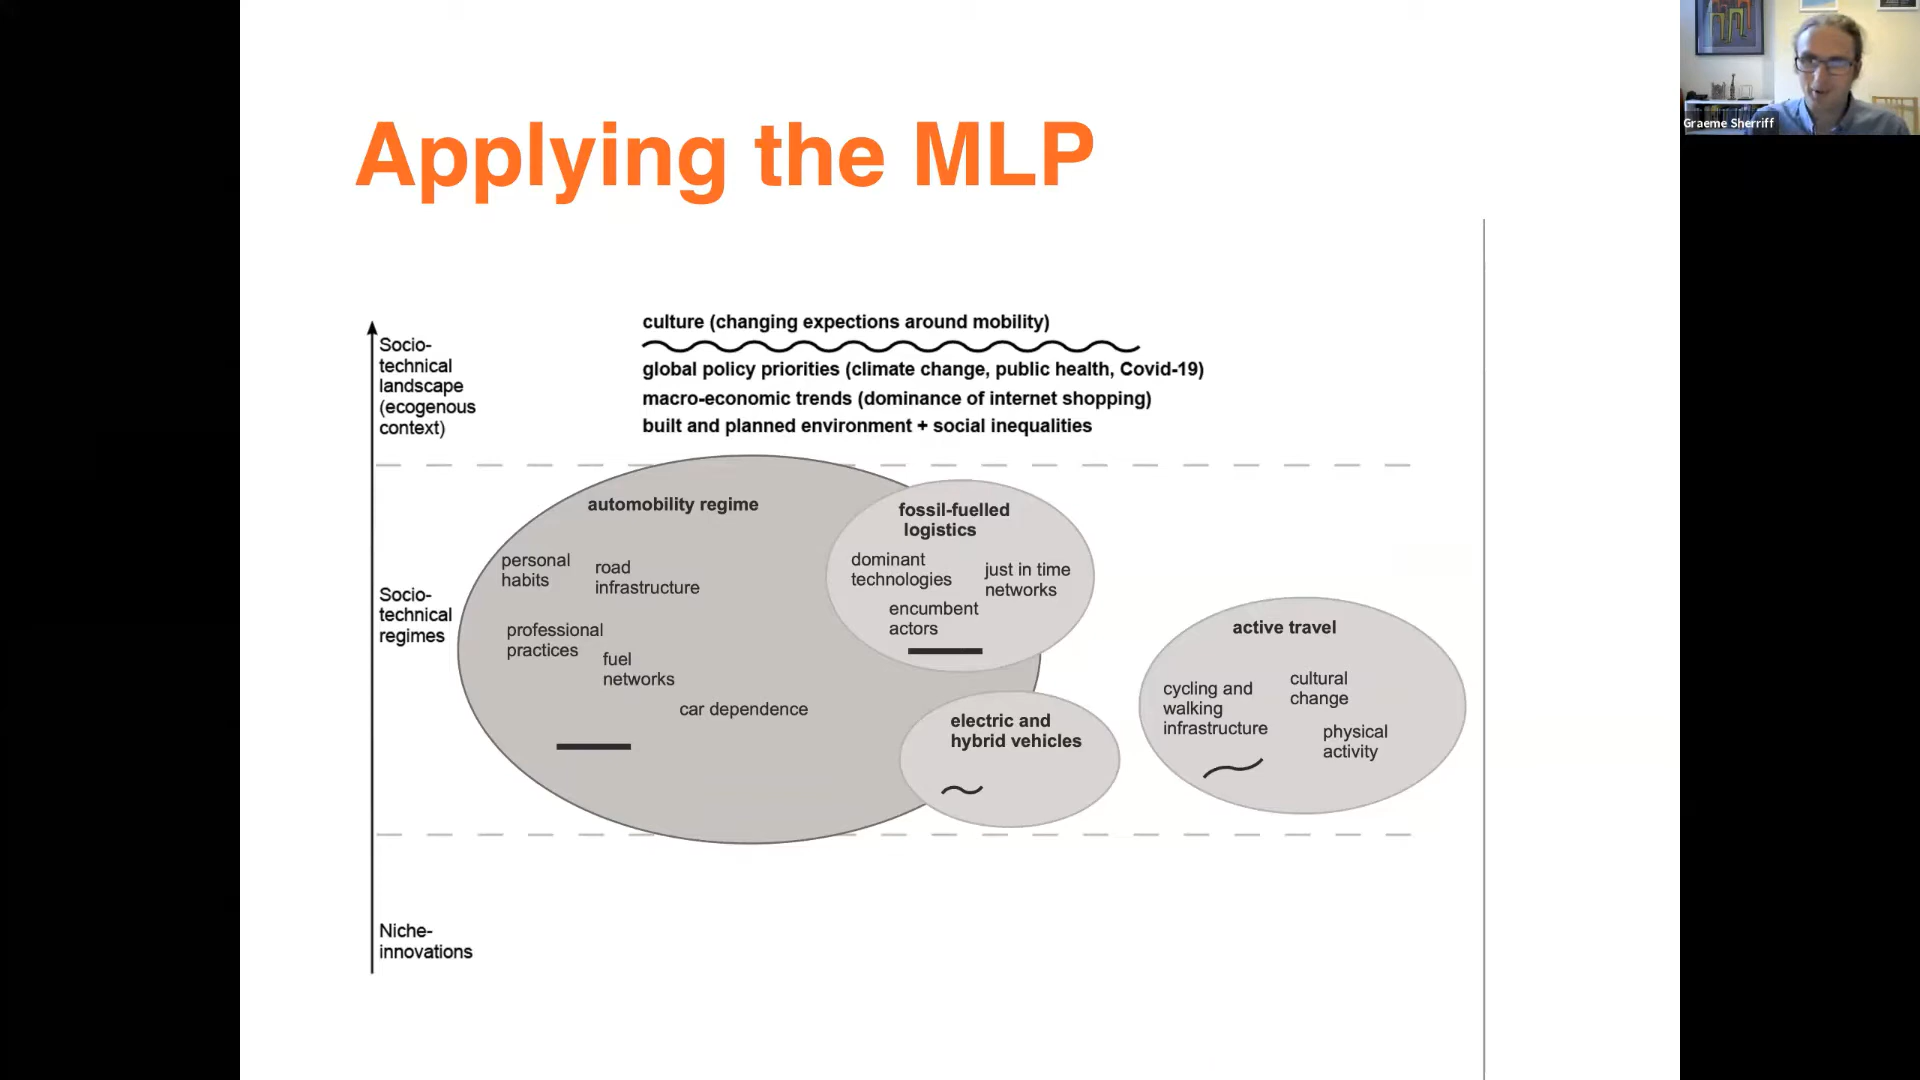 Applying the MLP
Graeme Sherriff
culture (changing expections around mobility)
global policy priorities (climate change, public health, Covid-19)
macro-economic trends (dominance of internet shopping)
built and planned environment + social inequalities
Socio-
technical
landscape
(ecogenous
context)
Socio-
technical
regimes
automobility regime
personal
habits
road
infrastructure
professional
practices
fuel
networks
car dependence
fossil-fuelled
logistics
dominant
technologies
just in time
networks
encumbent
actors
electric and
hybrid vehicles
active travel
cycling and
walking
infrastructure
cultural
change
physical
activity
Niche-
innovations